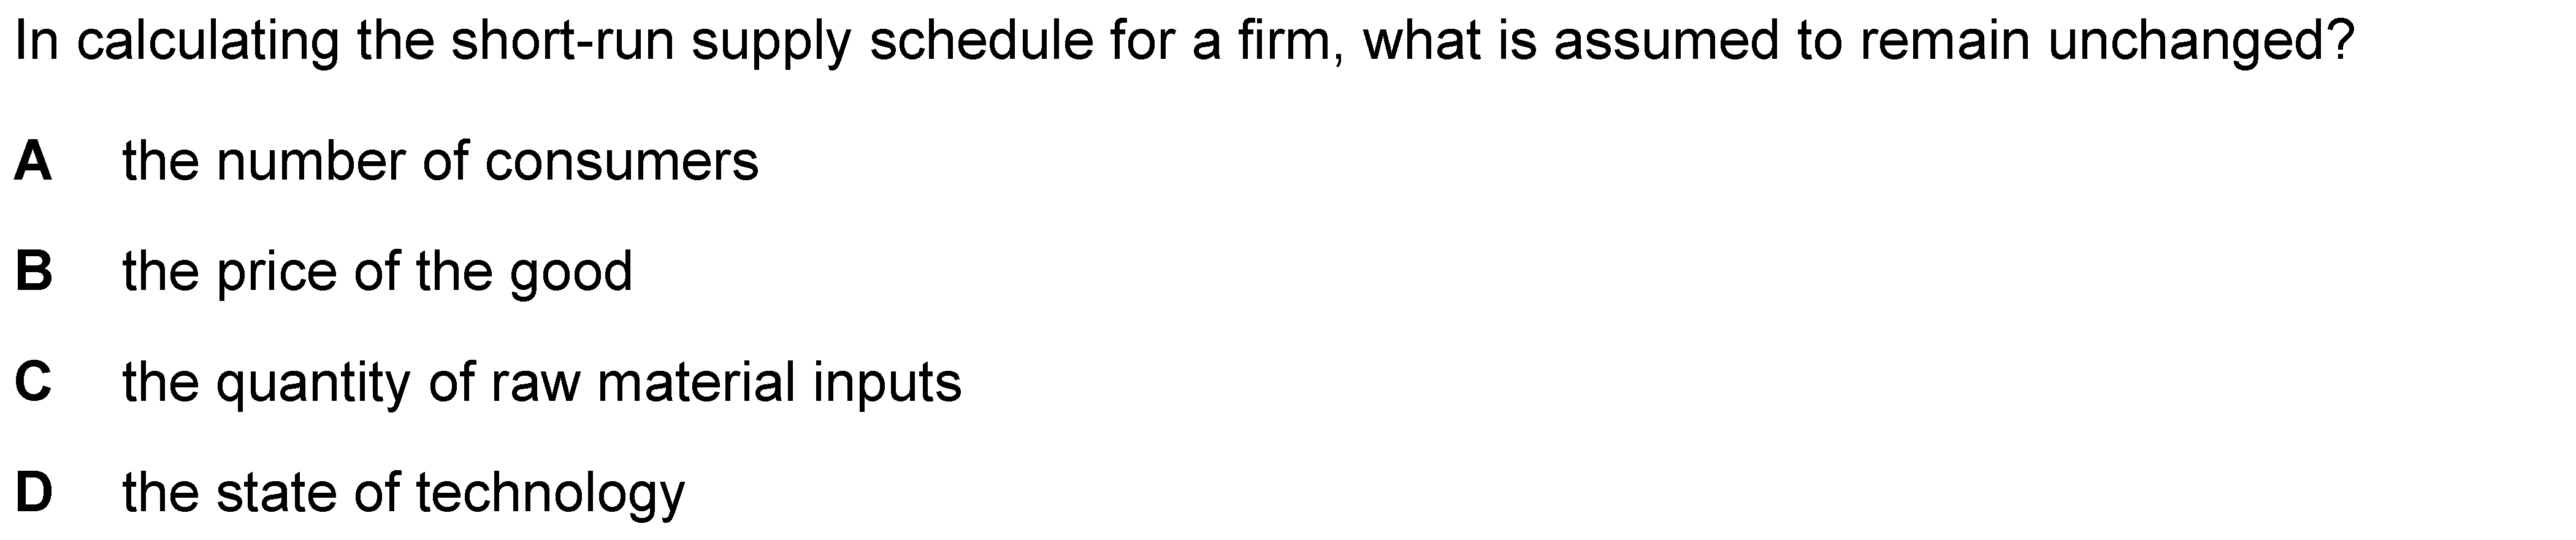 In calculating the short-run supply schedule for a firm, what is assumed to remain unchanged?
A the number of consumers
B the price of the good
C the quantity of raw material inputs
D the state of technology